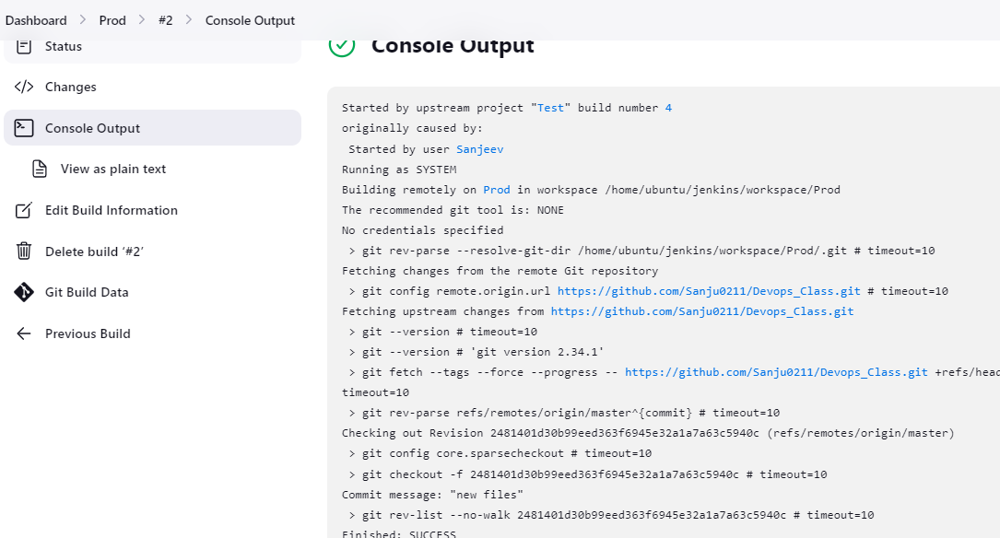 Dashboard > Prod > #2 > Console Output
Status
Changes
Console Output
View as plain text
Edit Build Information
Delete build ‘#2’
Git Build Data
Previous Build
Console Output
Started by upstream project "Test" build number 4
originally caused by:
Started by user Sanjeev
Running as SYSTEM
Building remotely on Prod in workspace /home/ubuntu/jenkins/workspace/Prod
The recommended git tool is: NONE
No credentials specified
> git rev-parse --resolve-git-dir /home/ubuntu/jenkins/workspace/Prod/.git # timeout=10
Fetching changes from the remote Git repository
> git config remote.origin.url https://github.com/Sanju0211/Devops_Class.git # timeout=10
Fetching upstream changes from https://github.com/Sanju0211/Devops_Class.git
> git --version # timeout=10
> git --version # 'git version 2.34.1'
> git fetch --tags --force --progress -- https://github.com/Sanju0211/Devops_Class.git +refs/head
timeout=10
> git rev-parse refs/remotes/origin/master^{commit} # timeout=10
Checking out Revision 2481401d30b99eed363f6945e32a1a7a63c5940c (refs/remotes/origin/master)
> git config core.sparsecheckout # timeout=10
> git checkout -f 2481401d30b99eed363f6945e32a1a7a63c5940c # timeout=10
Commit message: "new files"
> git rev-list --no-walk 2481401d30b99eed363f6945e32a1a7a63c5940c # timeout=10
Finished: SUCCESS